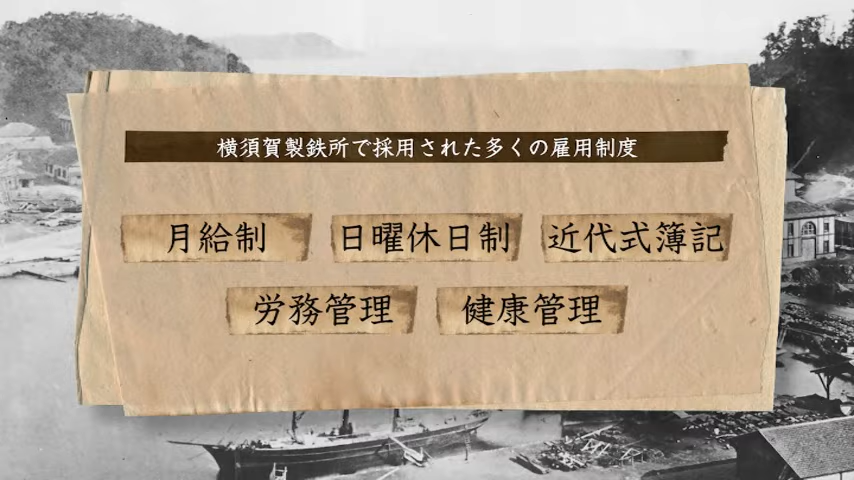 横須賀製鉄所で採用された多くの雇用制度
月給制 日曜休日制 近代式簿記
労務管理 健康管理